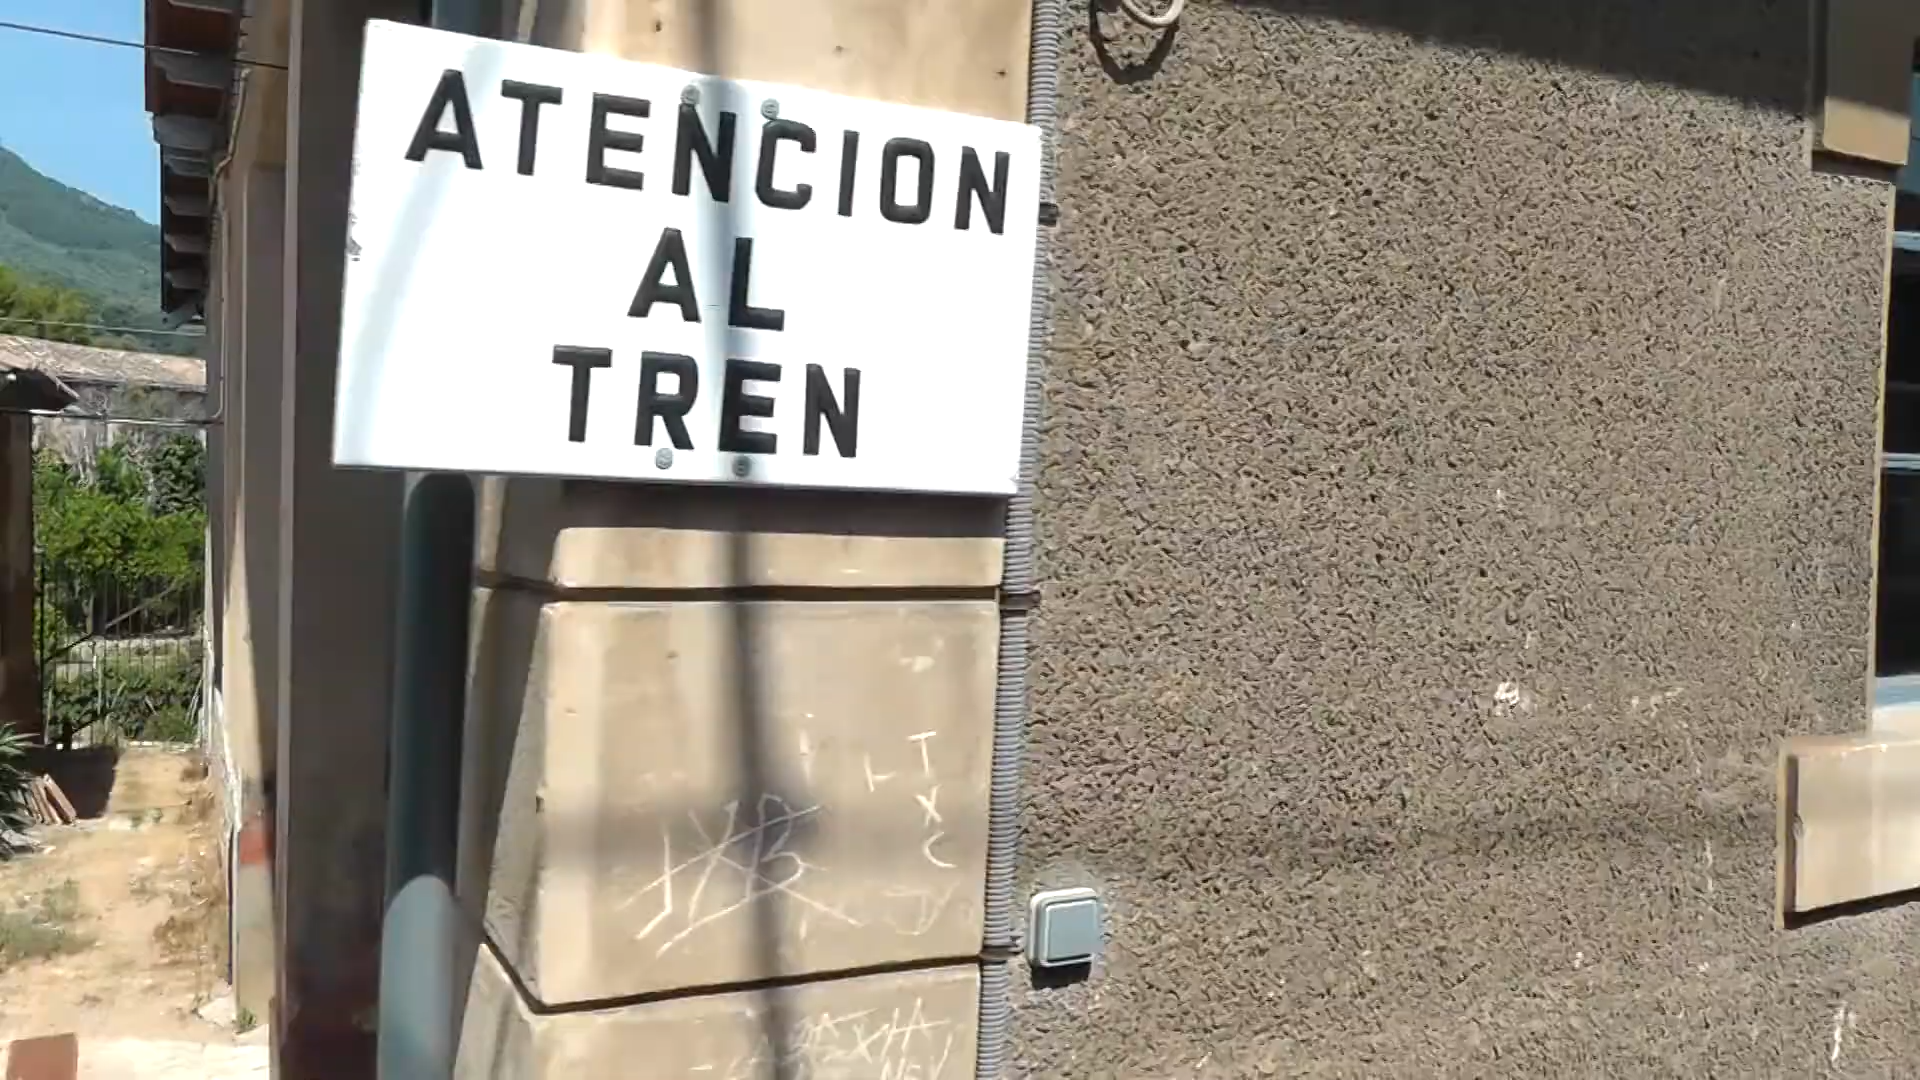 ATENCION
AL
TREN
T
X
C